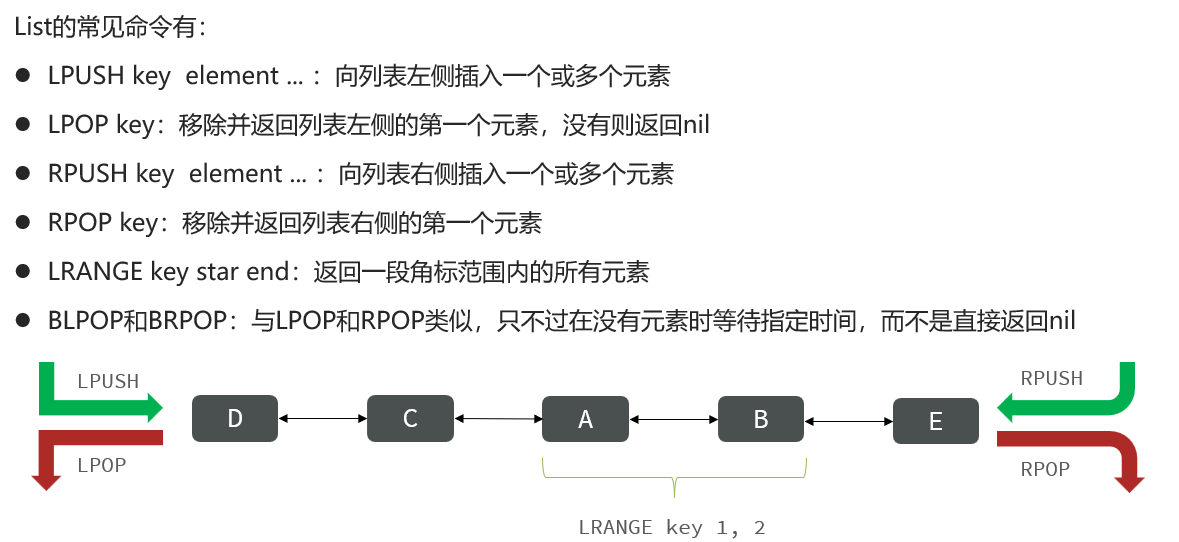 List的常见命令有：
● LPUSH key  element ... ：向列表左侧插入一个或多个元素
● LPOP key：移除并返回列表左侧的第一个元素，没有则返回nil
● RPUSH key  element ... ：向列表右侧插入一个或多个元素
● RPOP key：移除并返回列表右侧的第一个元素
● LRANGE key star end：返回一段角标范围内的所有元素
● BLPOP和BRPOP：与LPOP和RPOP类似，只不过在没有元素时等待指定时间，而不是直接返回nil
LPUSH
RPUSH
D C A B E
LPOP
RPOP
LRANGE key 1, 2